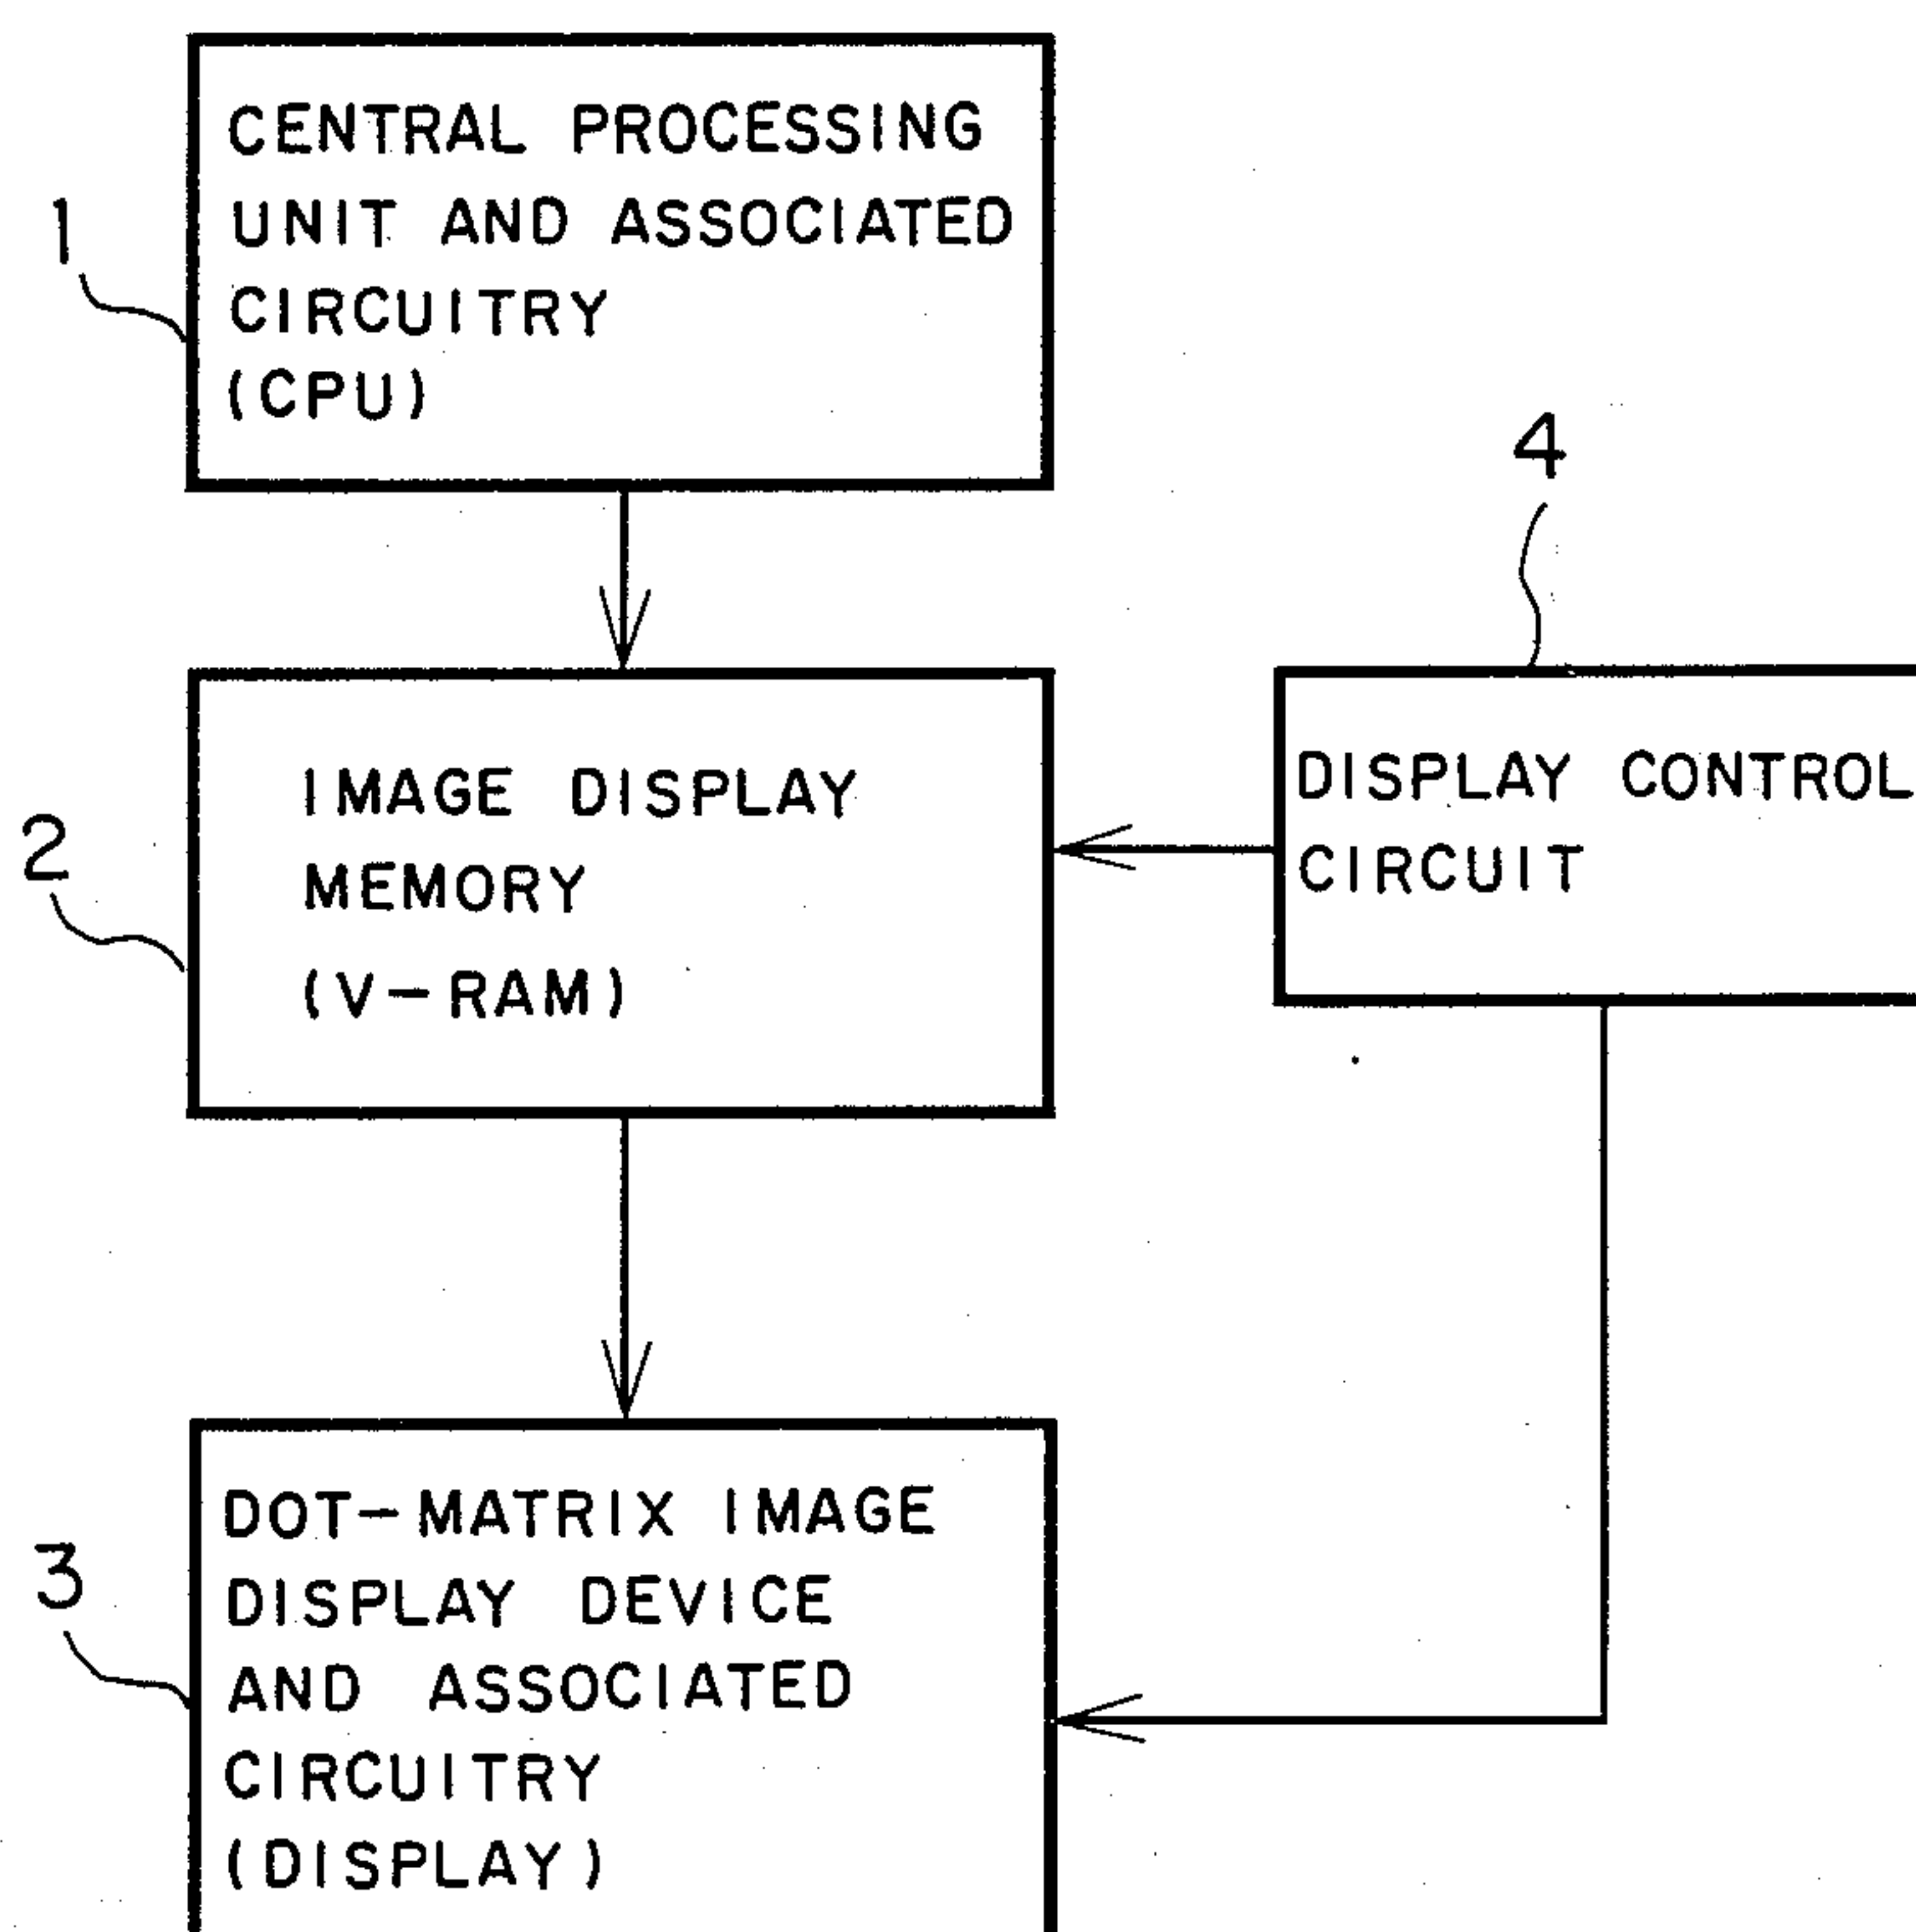 CENTRAL PROCESSING
UNIT AND ASSOCIATED
CIRCUITRY
(CPU)
1
4
IMAGE DISPLAY
MEMORY
(V-RAM)
2
DISPLAY CONTROL
CIRCUIT
DOT-MATRIX IMAGE
DISPLAY DEVICE
AND ASSOCIATED
CIRCUITRY
(DISPLAY)
3